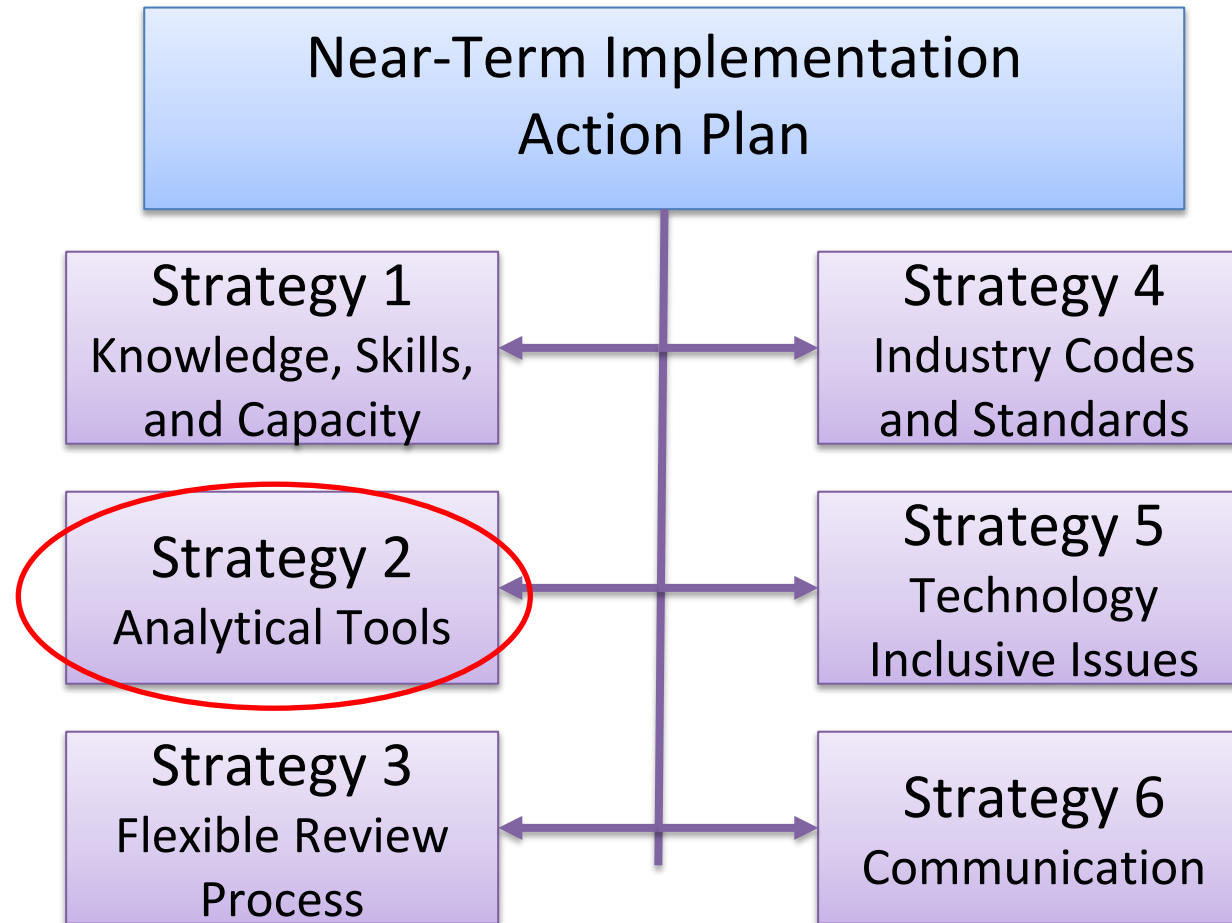 Near-Term Implementation
Action Plan
Strategy 1
Knowledge, Skills,
and Capacity
Strategy 4
Industry Codes
and Standards
Strategy 2
Analytical Tools
Strategy 5
Technology
Inclusive Issues
Strategy 3
Flexible Review
Process
Strategy 6
Communication